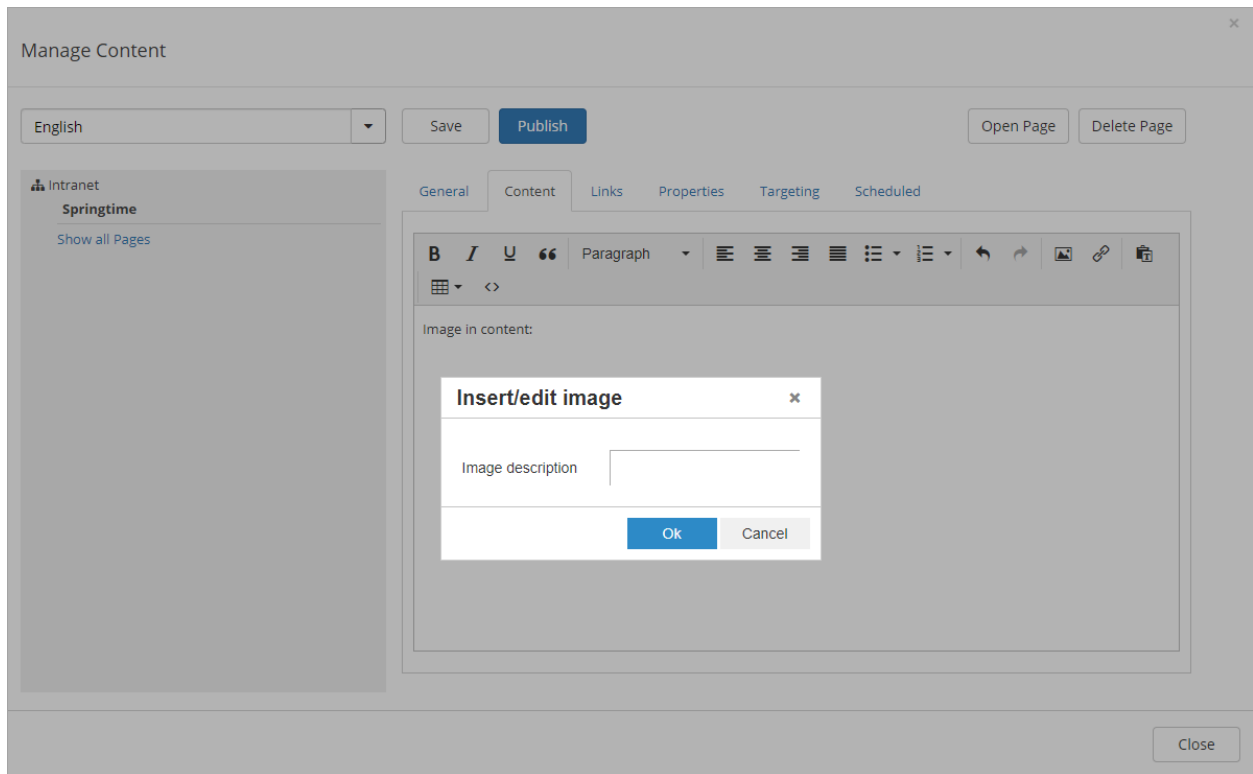 Manage Content
English
Save
Publish
Open Page
Delete Page
Intranet
Springtime
Show all Pages
General
Content
Links
Properties
Targeting
Scheduled
Paragraph
Image in content:
Insert/edit image
Image description
Ok
Cancel
Close